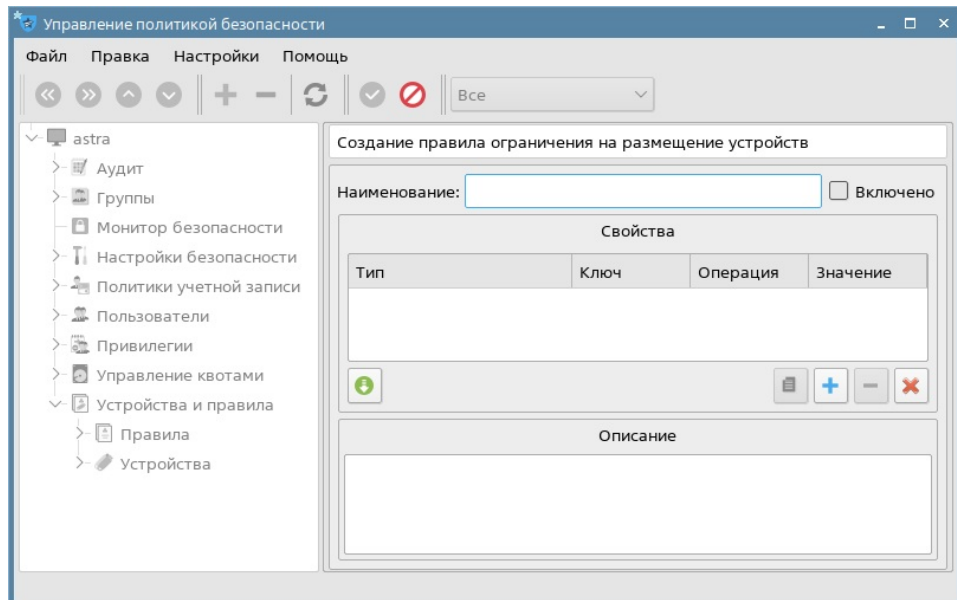 Управление политикой безопасности
Файл Правка Настройки Помощь
Все
astra
Аудит
Группы
Монитор безопасности
Настройки безопасности
Политики учетной записи
Пользователи
Привилегии
Управление квотами
Устройства и правила
Правила
Устройства
Создание правила ограничения на размещение устройств
Наименование: Включено
Свойства
Тип Ключ Операция Значение
Описание